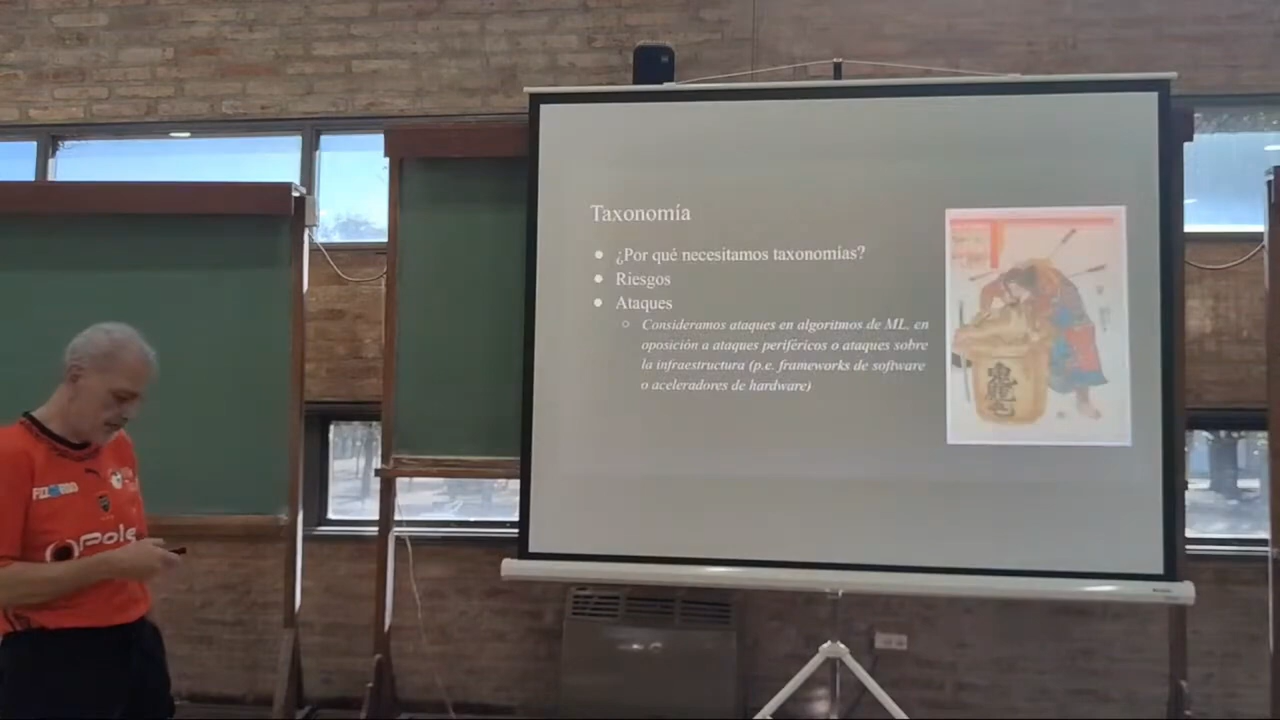 Taxonomía
● ¿Por qué necesitamos taxonomías?
● Riesgos
● Ataques
○ Consideramos ataques en algoritmos de ML, en
oposición a ataques periféricos o ataques sobre
la infraestructura (p.e. frameworks de software
o aceleradores de hardware)
Pole